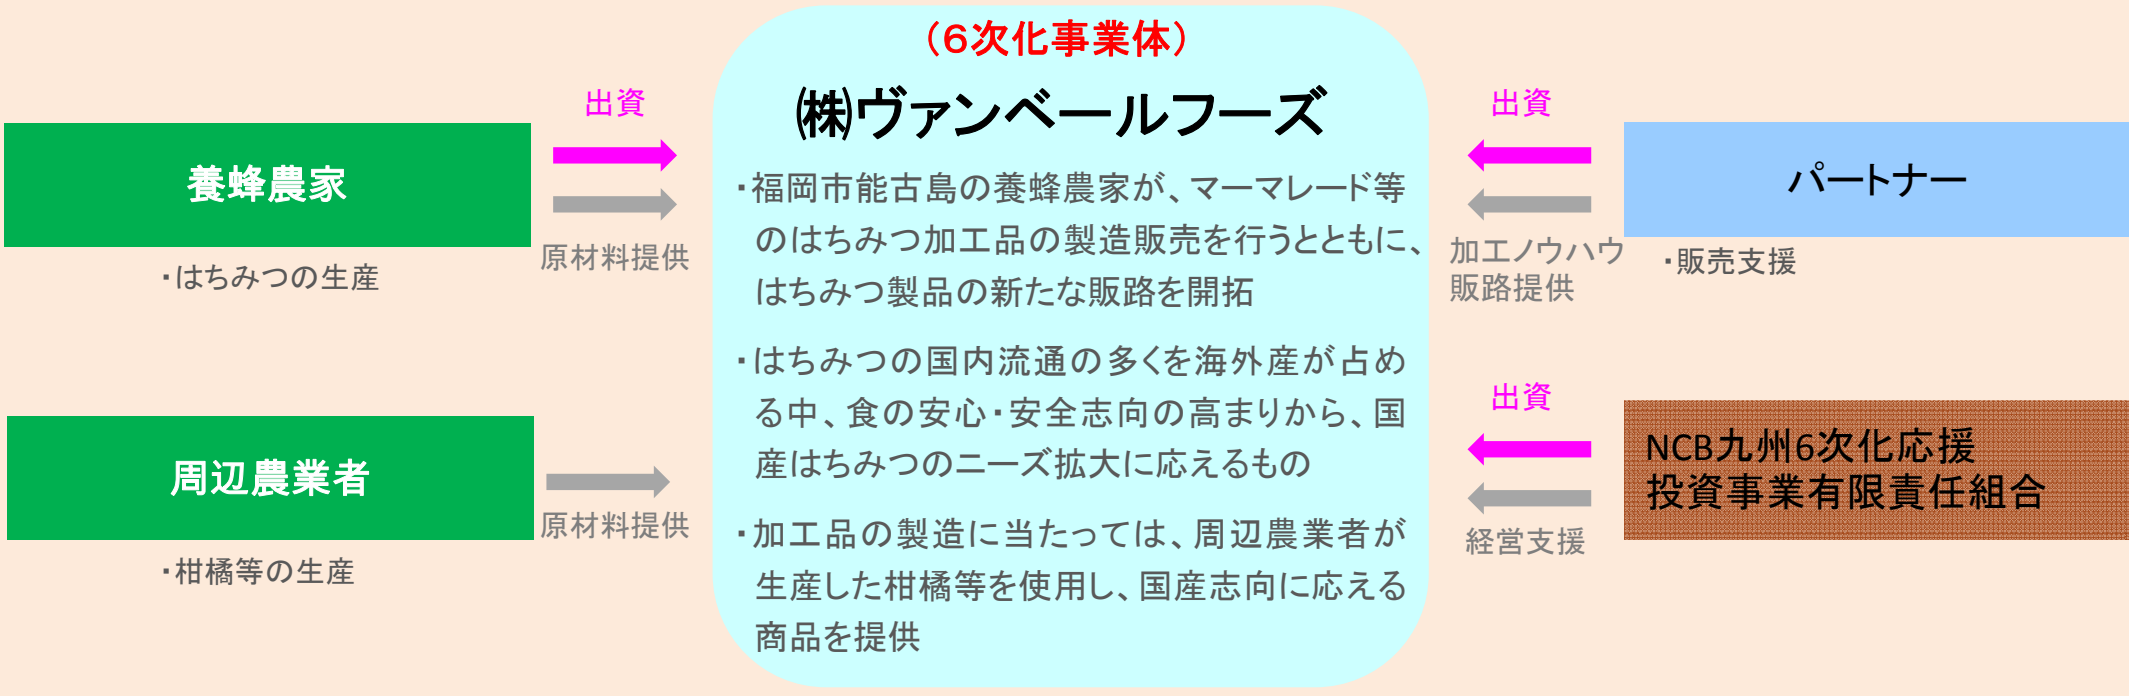 （６次化事業体）
㈱ヴァンベールフーズ
・福岡市能古島の養蜂農家が、マーマレード等
のはちみつ加工品の製造販売を行うとともに、
はちみつ製品の新たな販路を開拓
・はちみつの国内流通の多くを海外産が占め
る中、食の安心・安全志向の高まりから、国
産はちみつのニーズ拡大に応えるもの
・加工品の製造に当たっては、周辺農業者が
生産した柑橘等を使用し、国産志向に応える
商品を提供
養蜂農家
・はちみつの生産
出資
原材料提供
周辺農業者
・柑橘等の生産
原材料提供
出資
加工ノウハウ
販路提供
パートナー
・販売支援
出資
経営支援
NCB九州6次化応援
投資事業有限責任組合